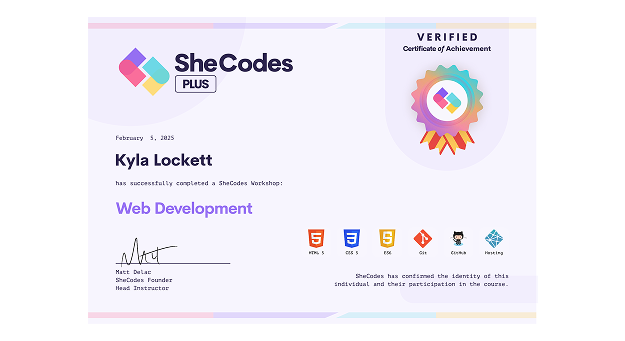 SheCodes
PLUS
VERIFIED
Certificate of Achievement
February 5, 2025
Kyla Lockett
has successfully completed a SheCodes Workshop:
Web Development
HTML 5
CSS 5
ES6
Git
GitHub
Hosting
Matt Delac
SheCodes Founder
Head Instructor
SheCodes has confirmed the identity of this
individual and their participation in the course.